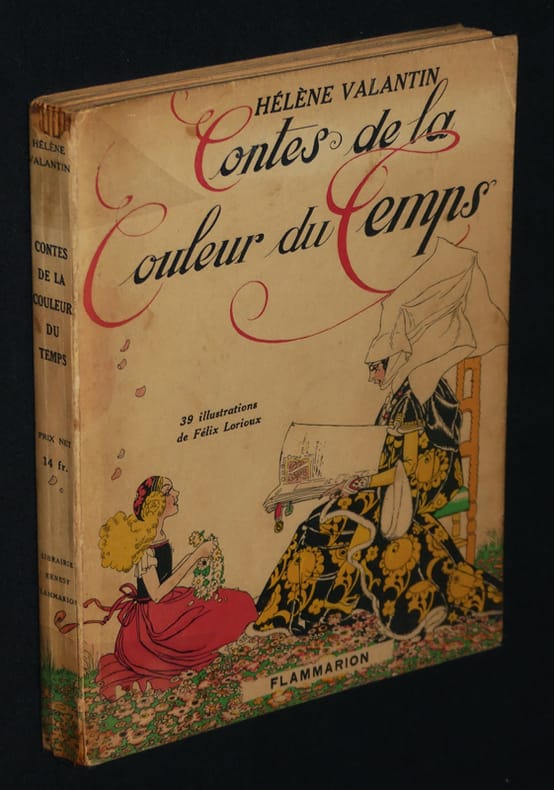 HÉLÈNE VALANTIN
Contes de la
Couleur du Temps
39 illustrations
de Félix Lorioux
FLAMMARION
HÉLÈNE
VALANTIN
CONTES
DE LA
COULEUR
DU
TEMPS
PRIX NET
14 fr.
LIBRAIRIE
ERNEST
FLAMMARION